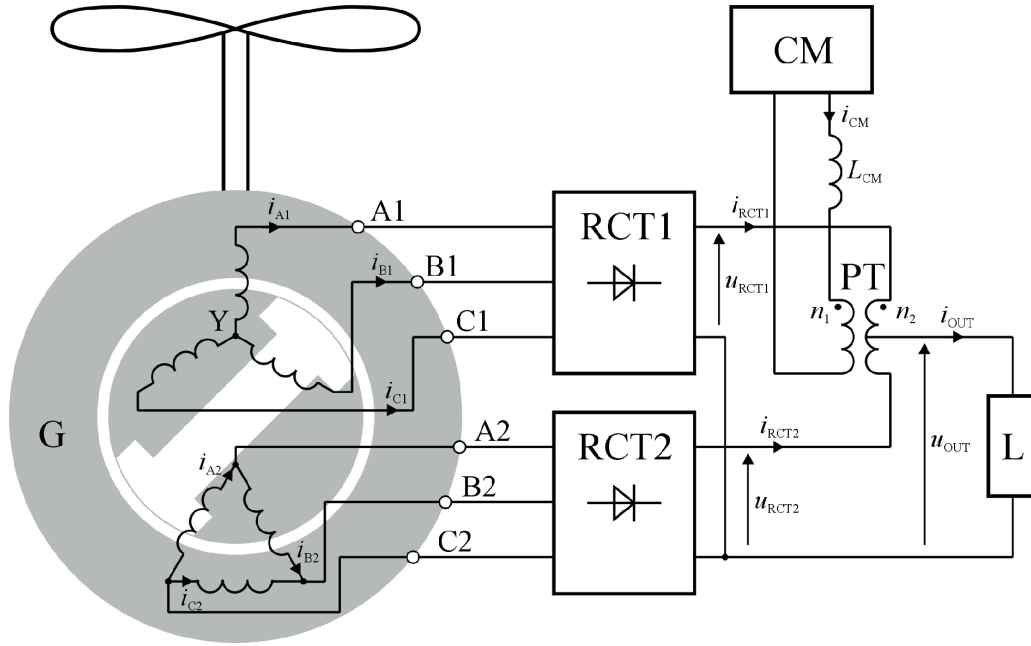 CM
i_CM
L_CM
i_A1
A1
i_B1
B1
C1
Y
i_C1
G
RCT1
i_RCT1
u_RCT1
PT
n_1
n_2
i_OUT
u_OUT
L
A2
i_A2
B2
i_B2
C2
i_C2
RCT2
i_RCT2
u_RCT2